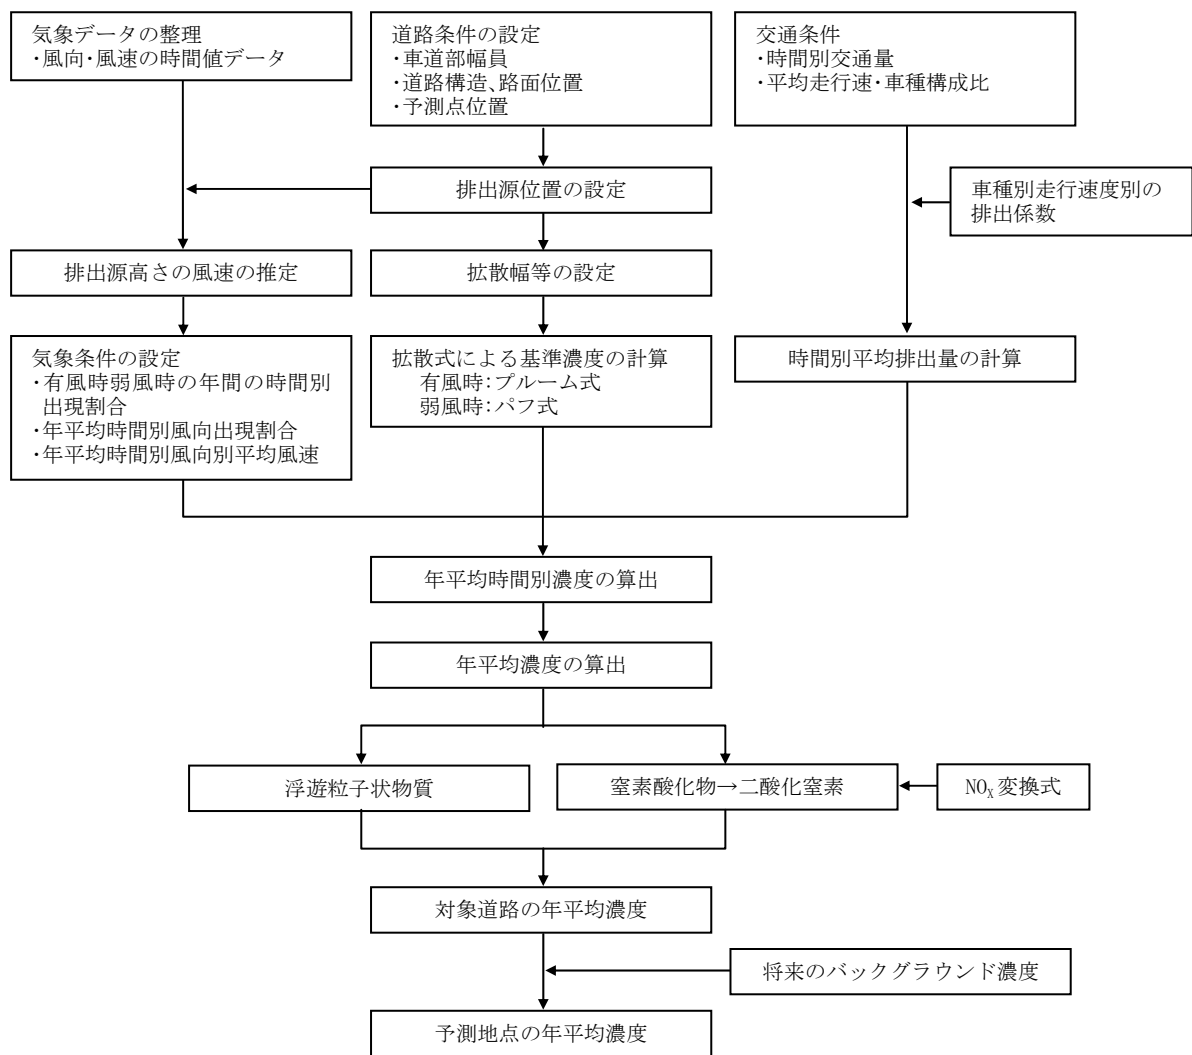 気象データの整理
・風向・風速の時間値データ
道路条件の設定
・車道部幅員
・道路構造、路面位置
・予測点位置
交通条件
・時間別交通量
・平均走行速・車種構成比
排出源位置の設定
車種別走行速度別の
排出係数
排出源高さの風速の推定
拡散幅等の設定
気象条件の設定
・有風時弱風時の年間の時間別
出現割合
・年平均時間別風向出現割合
・年平均時間別風向別平均風速
拡散式による基準濃度の計算
有風時：プルーム式
弱風時：パフ式
時間別平均排出量の計算
年平均時間別濃度の算出
年平均濃度の算出
浮遊粒子状物質
窒素酸化物→二酸化窒素
NOX変換式
対象道路の年平均濃度
将来のバックグラウンド濃度
予測地点の年平均濃度